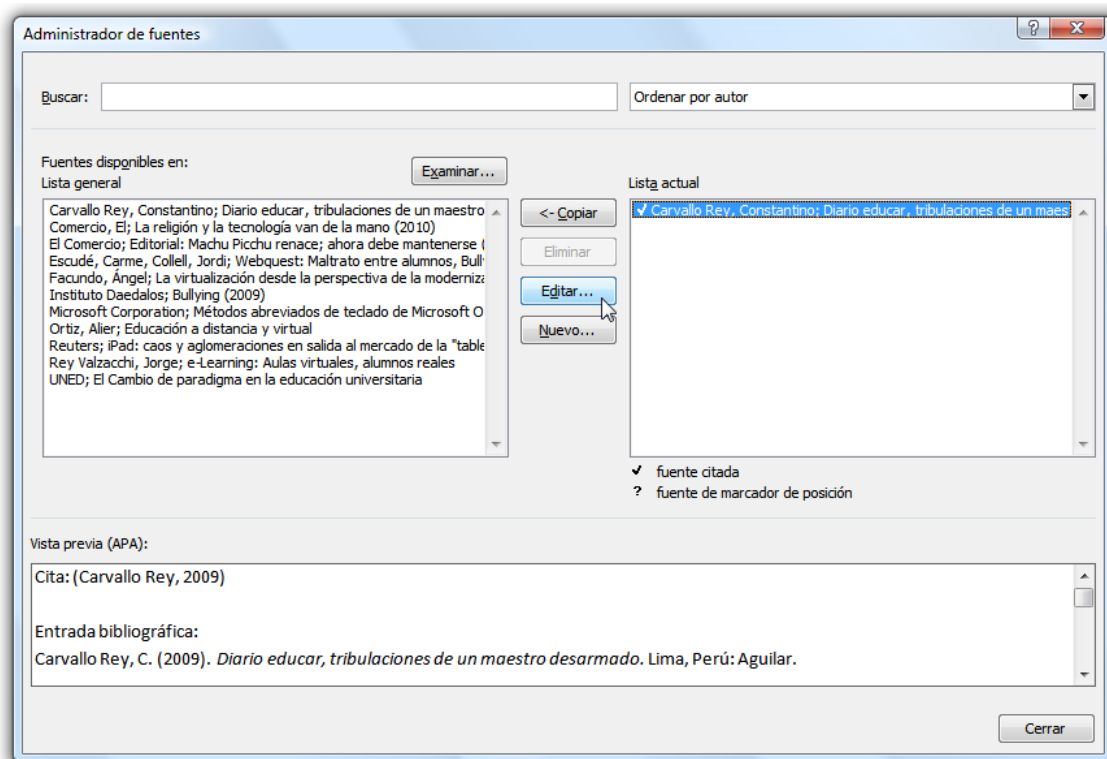 Administrador de fuentes
Buscar:
Ordenar por autor
Fuentes disponibles en:
Lista general
Examinar...
Carvallo Rey, Constantino; Diario educar, tribulaciones de un maestro
Comercio, El; La religión y la tecnología van de la mano (2010)
El Comercio; Editorial: Machu Picchu renace; ahora debe mantenerse (
Escudé, Carme, Collell, Jordi; Webquest: Maltrato entre alumnos, Bull
Facundo, Ángel; La virtualización desde la perspectiva de la moderniza
Instituto Daedalos; Bullying (2009)
Microsoft Corporation; Métodos abreviados de teclado de Microsoft O
Ortiz, Alier; Educación a distancia y virtual
Reuters; iPad: caos y aglomeraciones en salida al mercado de la "table
Rey Valzacchi, Jorge; e-Learning: Aulas virtuales, alumnos reales
UNED; El Cambio de paradigma en la educación universitaria
<- Copiar
Eliminar
Editar...
Nuevo...
Lista actual
✓ Carvallo Rey, Constantino; Diario educar, tribulaciones de un maes
✓ fuente citada
? fuente de marcador de posición
Vista previa (APA):
Cita: (Carvallo Rey, 2009)
Entrada bibliográfica:
Carvallo Rey, C. (2009). Diario educar, tribulaciones de un maestro desarmado. Lima, Perú: Aguilar.
Cerrar